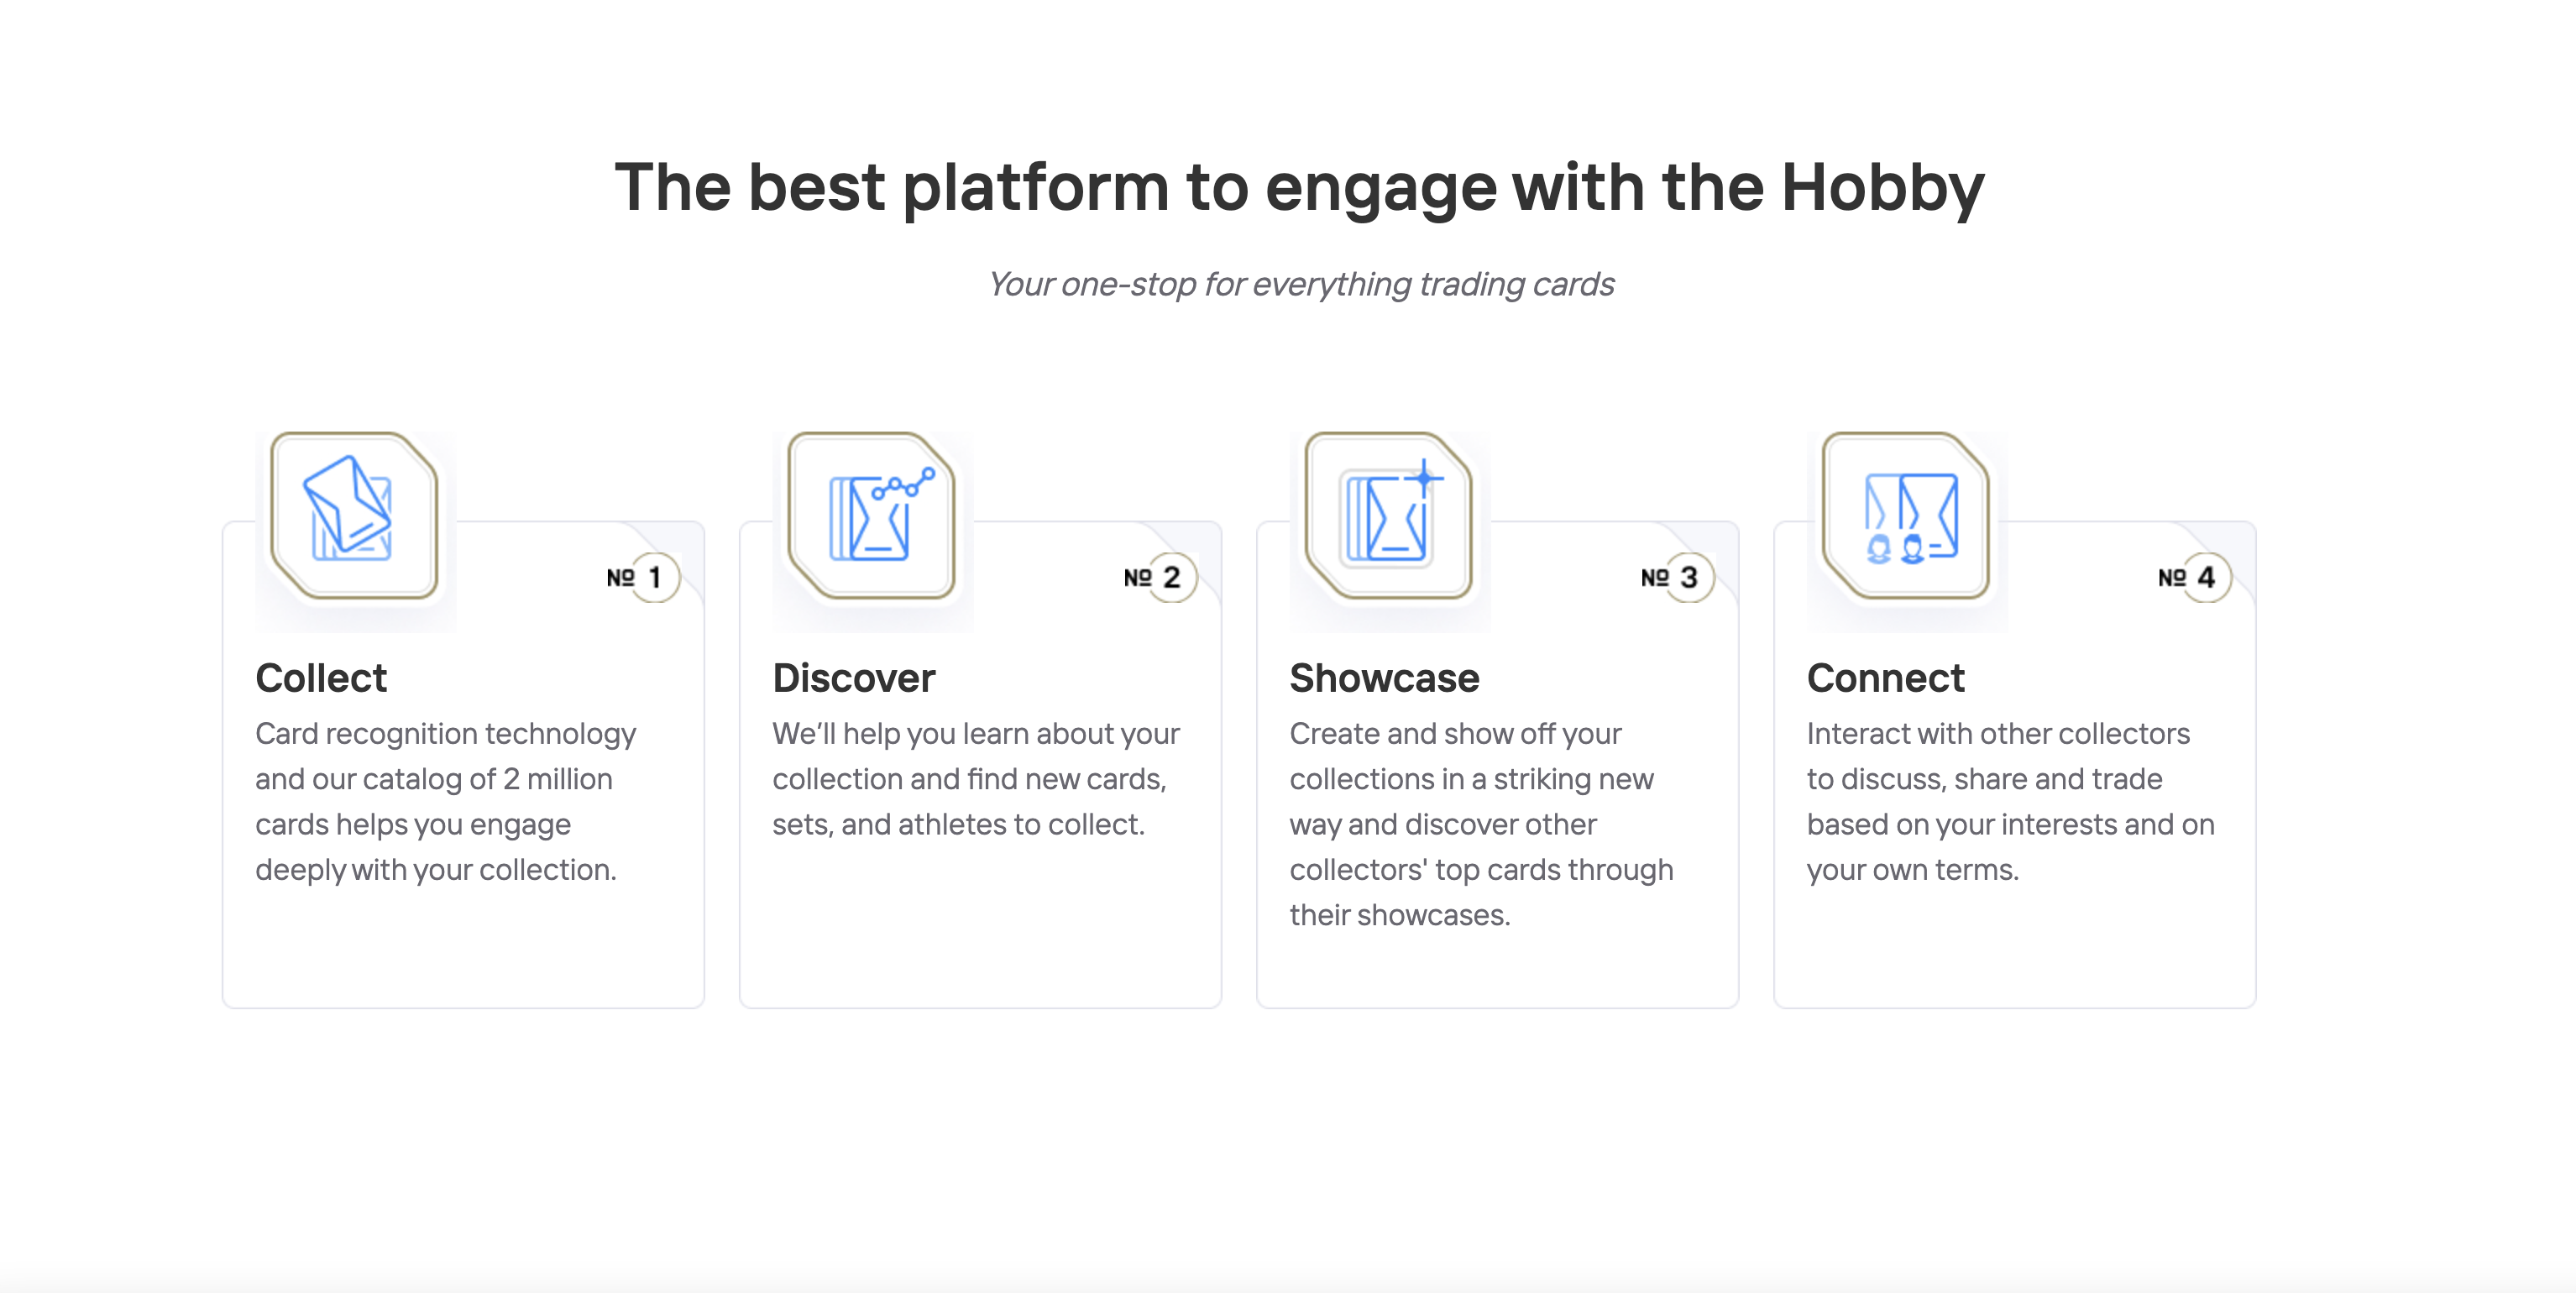 The best platform to engage with the Hobby
Your one-stop for everything trading cards
№ 1
Collect
Card recognition technology
and our catalog of 2 million
cards helps you engage
deeply with your collection.
№ 2
Discover
We’ll help you learn about your
collection and find new cards,
sets, and athletes to collect.
№ 3
Showcase
Create and show off your
collections in a striking new
way and discover other
collectors' top cards through
their showcases.
№ 4
Connect
Interact with other collectors
to discuss, share and trade
based on your interests and on
your own terms.